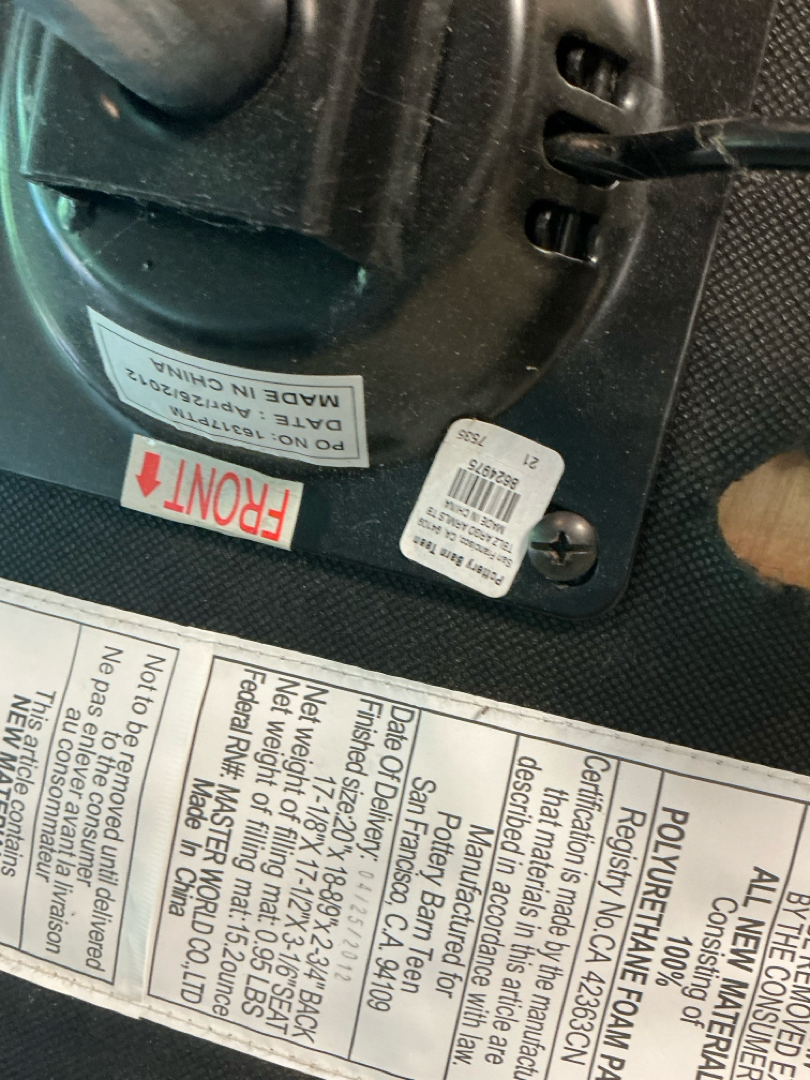 PO NO: 16317PTM
DATE : Apr/26/2012
MADE IN CHINA
FRONT
Pottery Barn Teen
San Francisco, CA, 94109
TBLZ ARGO ARMLS TB
MADE IN CHINA
8624975
21 7535
BY THE CONSUMER
ALL NEW MATERIAL
Consisting of
100%
POLYURETHANE FOAM PA
Registry No.CA 42363CN
Certification is made by the manufactu
that materials in this article are
described in accordance with law.
Manufactured for
Pottery Barn Teen
San Francisco, C.A. 94109
Date Of Delivery: 04/25/2012
Finished size:20"X 18-8/9"X 2-3/4" BACK
17-1/8"X 17-1/2"X 3-1/6"SEAT
Net weight of filling mat: 0.95 LBS
Net weight of filling mat:15.2ounce
Federal RN#. MASTER WORLD CO.,LTD
Made In China
Not to be removed until delivered
to the consumer
Ne pas enlever avant la livraison
au consommateur
This article contains